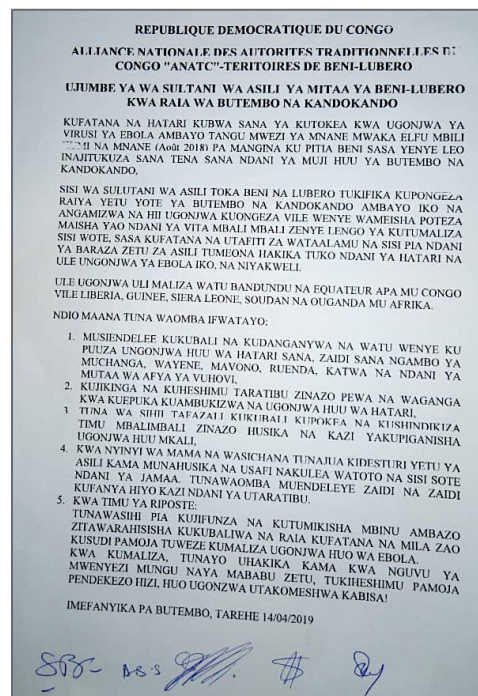 REPUBLIQUE DEMOCRATIQUE DU CONGO
ALLIANCE NATIONALE DES AUTORITES TRADITIONNELLES DU
CONGO "ANATC"-TERITOIRES DE BENI-LUBERO
UJUMBE YA WA SULTANI WA ASILI YA MITAA YA BENI-LUBERO
KWA RAIA WA BUTEMBO NA KANDOKANDO
KUFATANA NA HATARI KUBWA SANA YA KUTOKEA KWA UGONJWA YA
VIRUSI YA EBOLA AMBAYO TANGU MWEZI YA MNANE MWAKA ELFU MBILI
NA MNANE (Août 2018) PA MANGINA KU PITIA BENI SASA YENYE LEO
INAJITUKUZA SANA TENA SANA NDANI YA MUJI HUU YA BUTEMBO NA
KANDOKANDO,
SISI WA SULUTANI WA ASILI TOKA BENI NA LUBERO TUKIFIKA KUPONGEZA
RAIYA YETU YOTE YA BUTEMBO NA KANDOKANDO AMBAYO IKO NA
ANGAMIZWA NA HII UGONJWA KUONGEZA VILE WENYE WAMEISHA POTEZA
MAISHA YAO NDANI YA VITA MBALI MBALI ZENYE LENGO YA KUTUMALIZA
SISI WOTE, SASA KUFATANA NA UTAFITI ZA WATAALAMU NA SISI PIA NDANI
YA BARAZA ZETU ZA ASILI TUMEONA HAKIKA TUKO NDANI YA HATARI NA
ULE UNGONJWA YA EBOLA IKO, NA NIYAKWELI.
ULE UGONJWA ULI MALIZA WATU BANDUNDU NA EQUATEUR APA MU CONGO
VILE LIBERIA, GUINEE, SIERA LEONE, SOUDAN NA OUGANDA MU AFRIKA.
NDIO MAANA TUNA WAOMBA IFWATAYO:
1. MUSIENDELEE KUKUBALI NA KUDANGANYWA NA WATU WENYE KU
PUUZA UNGONJWA HUU WA HATARI SANA, ZAIDI SANA NGAMBO YA
MUCHANGA, WAYENE, MAVONO, RUENDA, KATWA NA NDANI YA
MUTAA WA AFYA YA VUHOVI,
2. KUJIKINGA NA KUHESHIMU TARATIBU ZINAZO PEWA NA WAGANGA
KWA KUEPUKA KUAMBUKIZWA NA UGONJWA HUU WA HATARI,
3. TUNA WA SIHII TAFAZALI KUKUBALI KUPOKEA NA KUSHINDIKIZA
TIMU MBALIMBALI ZINAZO HUSIKA NA KAZI YAKUPIGANISHA
UGONJWA HUU MKALI,
4. KWA NYINYI WA MAMA NA WASICHANA TUNAJUA KIDESTURI YETU YA
ASILI KAMA MUNAHUSIKA NA USAFI NAKULEA WATOTO NA SISI SOTE
NDANI YA JAMAA. TUNAWAOMBA MUENDELEYE ZAIDI NA ZAIDI
KUFANYA HIYO KAZI NDANI YA UTARATIBU.
5. KWA TIMU YA RIPOSTE:
TUNAWASIHI PIA KUJIFUNZA NA KUTUMIKISHA MBINU AMBAZO
ZITAWARAHISISHA KUKUBALIWA NA RAIA KUFATANA NA MILA ZAO
KUSUDI PAMOJA TUWEZE KUMALIZA UGONJWA HUO WA EBOLA.
KWA KUMALIZA, TUNAYO UHAKIKA KAMA KWA NGUVU YA
MWENYEZI MUNGU NAYA MABABU ZETU, TUKIHESHIMU PAMOJA
PENDEKEZO HIZI, HUO UGONZWA UTAKOMESHWA KABISA!
IMEFANYIKA PA BUTEMBO, TAREHE 14/04/2019